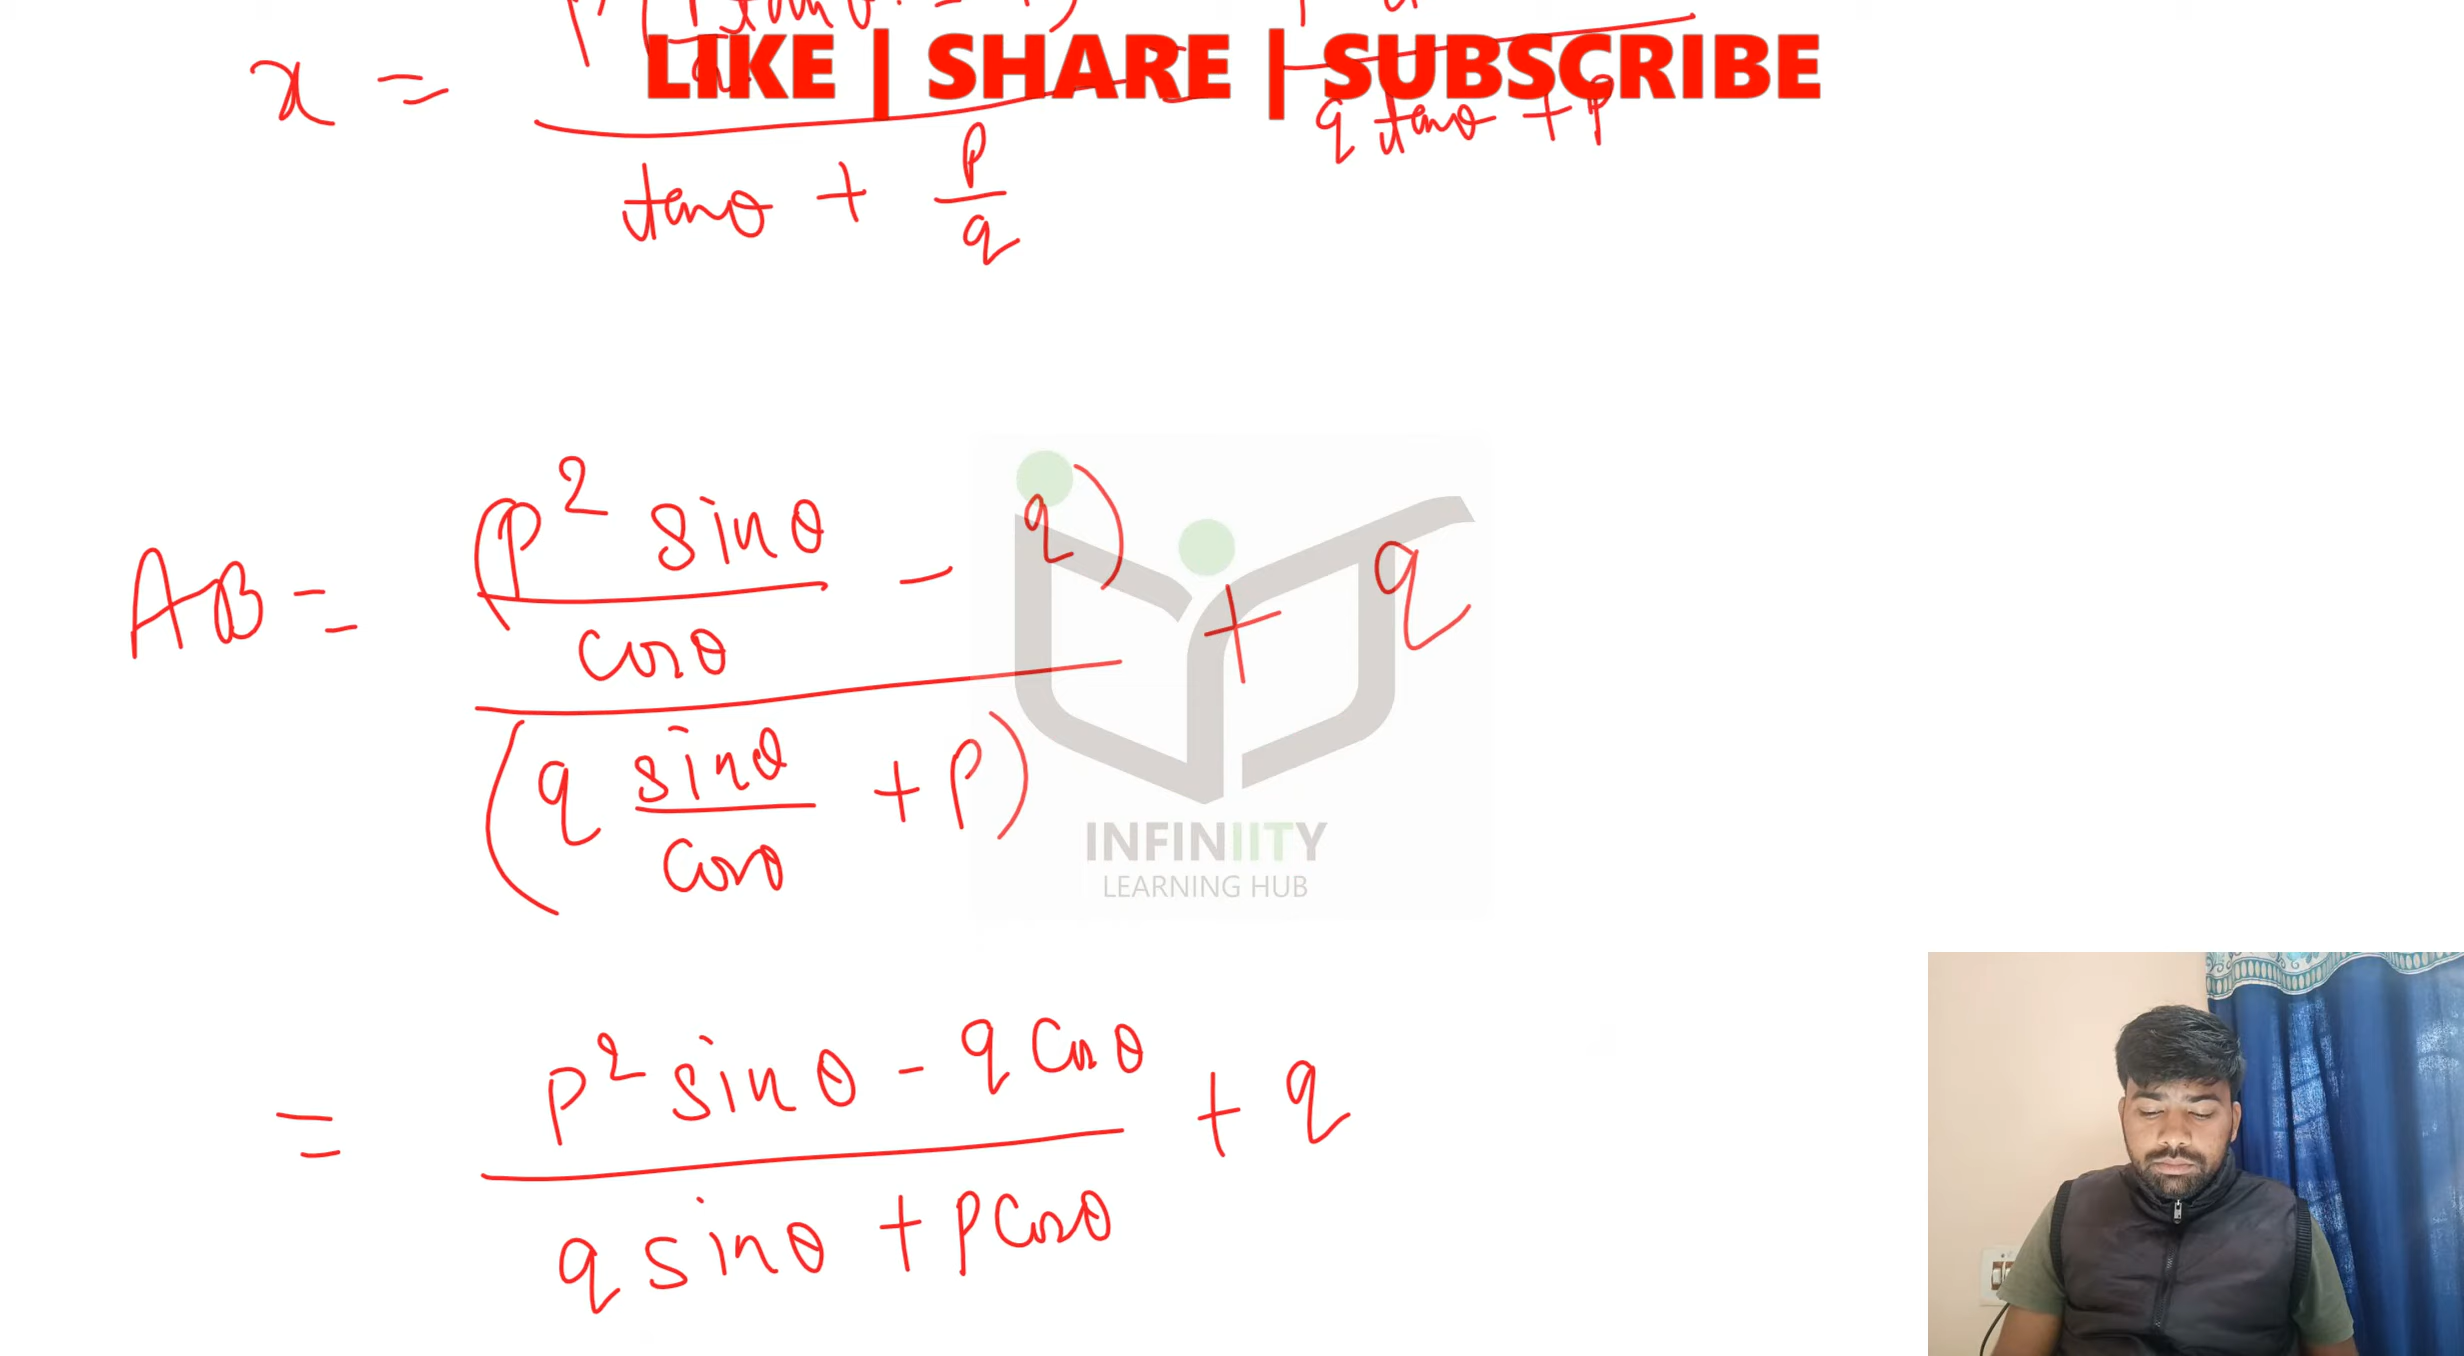 LIKE | SHARE | SUBSCRIBE
x =
tanθ + p/q
q tanθ + p
AB = (p² sinθ/cosθ - q)/(q sinθ/cosθ + p) + q
INFINIITY
LEARNING HUB
= (p² sinθ - q cosθ)/(q sinθ + p cosθ) + q